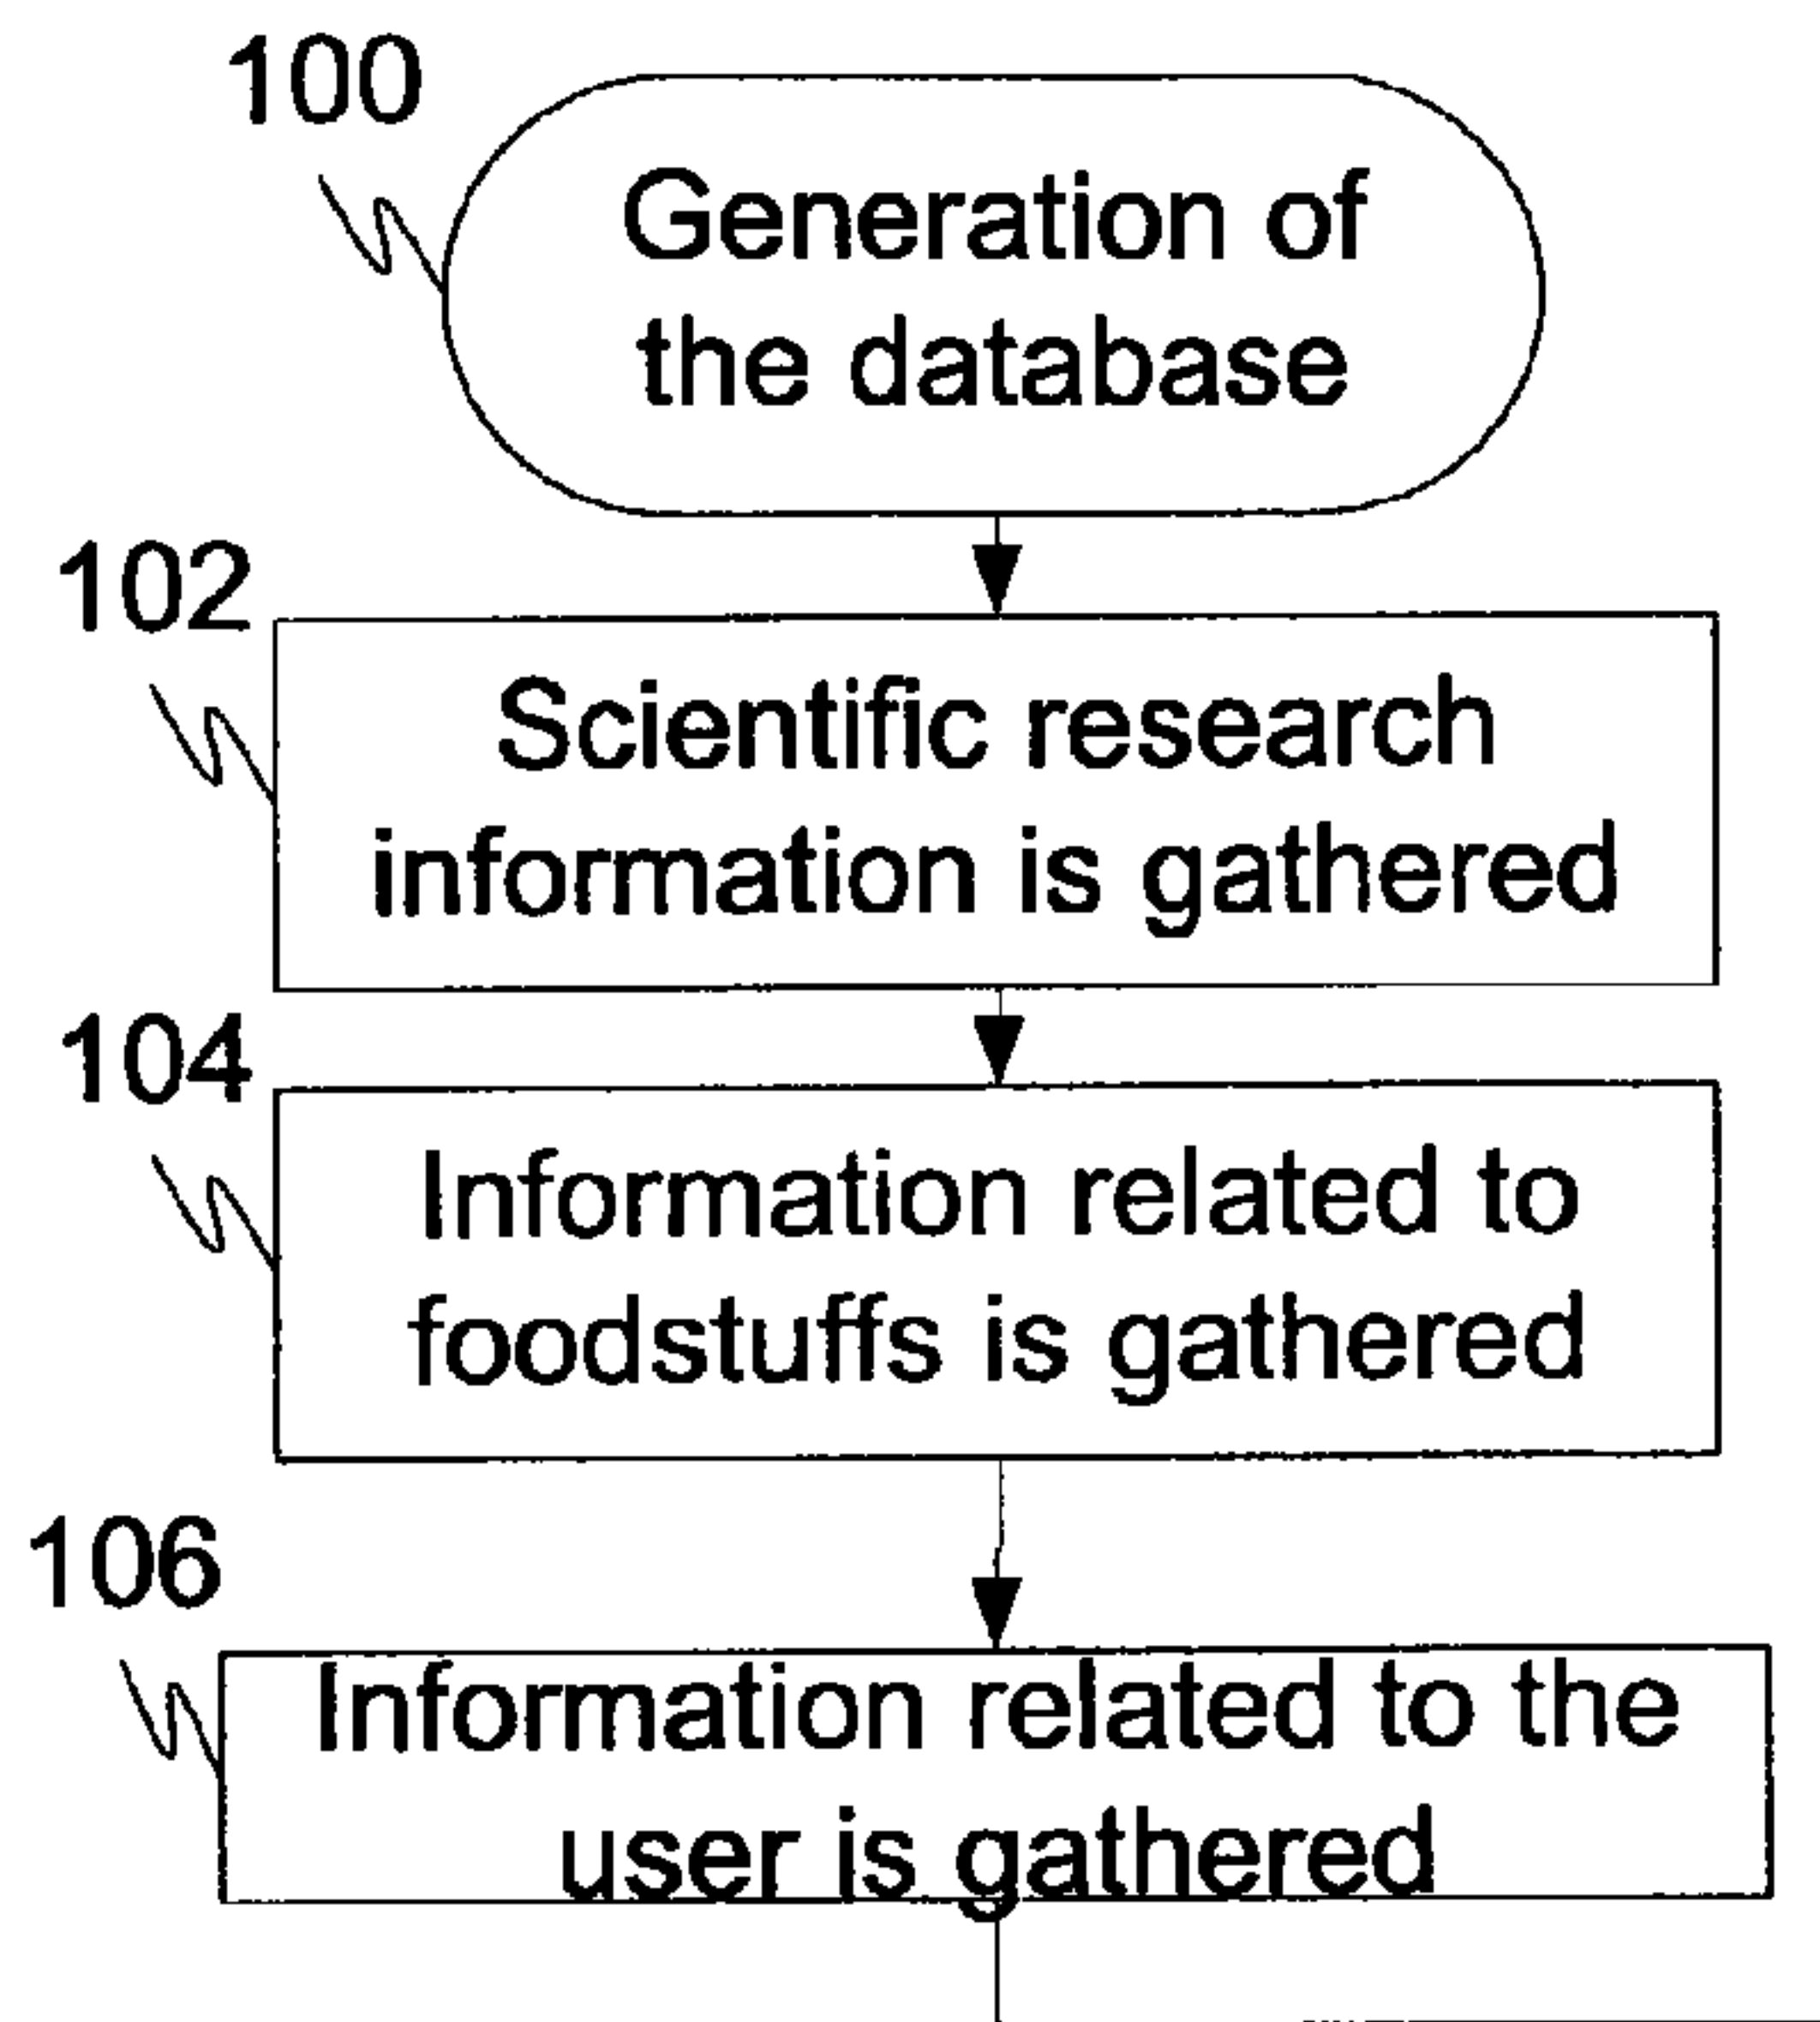 100
Generation of
the database
102
Scientific research
information is gathered
104
Information related to
foodstuffs is gathered
106
Information related to the
user is gathered